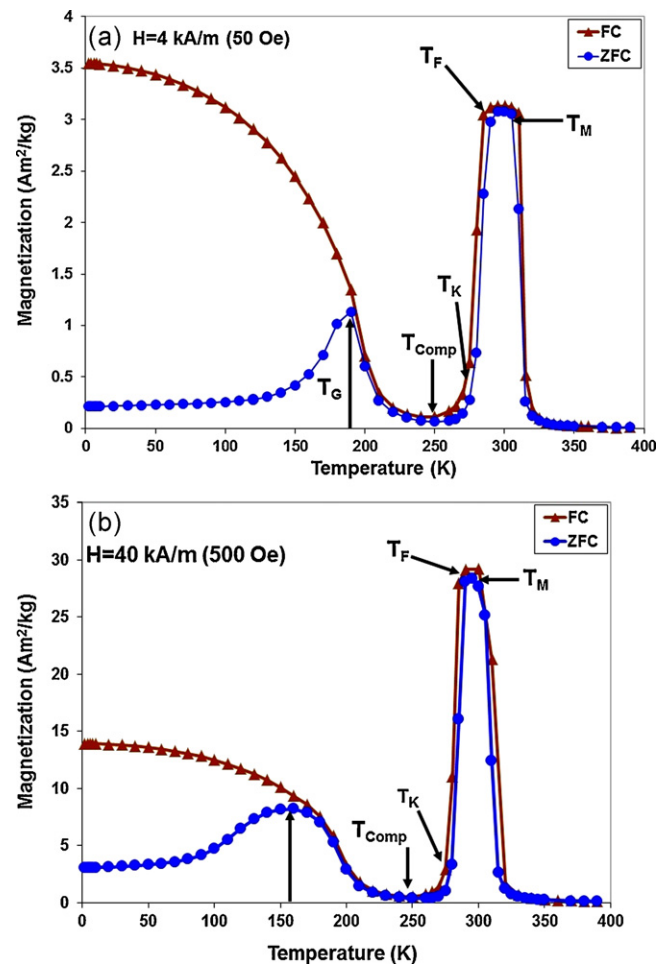 (a) H=4 kA/m (50 Oe)
FC
ZFC
T_F
T_M
T_K
T_Comp
T_G
Magnetization (Am²/kg)
4
3.5
3
2.5
2
1.5
1
0.5
0
0 50 100 150 200 250 300 350 400
Temperature (K)
(b)
H=40 kA/m (500 Oe)
FC
ZFC
T_F
T_M
T_K
T_Comp
Magnetization (Am²/kg)
35
30
25
20
15
10
5
0
0 50 100 150 200 250 300 350 400
Temperature (K)